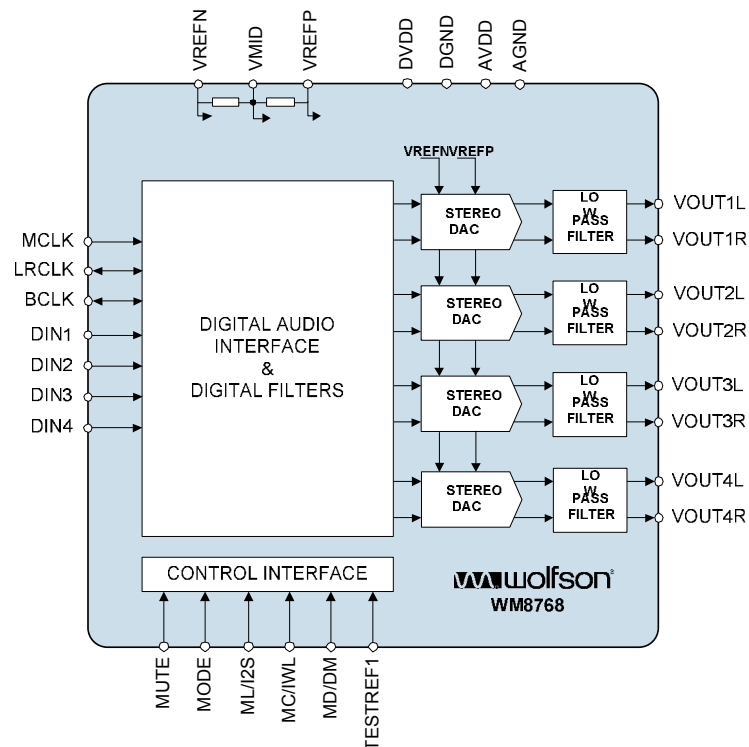 VREFN
VMID
VREFP
DVDD
DGND
AVDD
AGND
VREFN VREFP
MCLK
LRCLK
BCLK
DIN1
DIN2
DIN3
DIN4
DIGITAL AUDIO
INTERFACE
&
DIGITAL FILTERS
STEREO
DAC
LO
W
PASS
FILTER
VOUT1L
VOUT1R
STEREO
DAC
LO
W
PASS
FILTER
VOUT2L
VOUT2R
STEREO
DAC
LO
W
PASS
FILTER
VOUT3L
VOUT3R
STEREO
DAC
LO
W
PASS
FILTER
VOUT4L
VOUT4R
CONTROL INTERFACE
wolfson®
WM8768
MUTE
MODE
ML/I2S
MC/IWL
MD/DM
TESTREF1